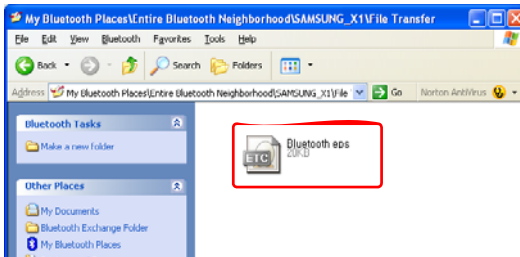 My Bluetooth Places\Entire Bluetooth Neighborhood\SAMSUNG_X1\File Transfer
File Edit View Bluetooth Favorites Tools Help
Back Search Folders
Address My Bluetooth Places\Entire Bluetooth Neighborhood\SAMSUNG_X1\File Go Norton AntiVirus
Bluetooth Tasks
Make a new folder
Other Places
My Documents
Bluetooth Exchange Folder
My Bluetooth Places
ETC
Bluetooth eps
20KB